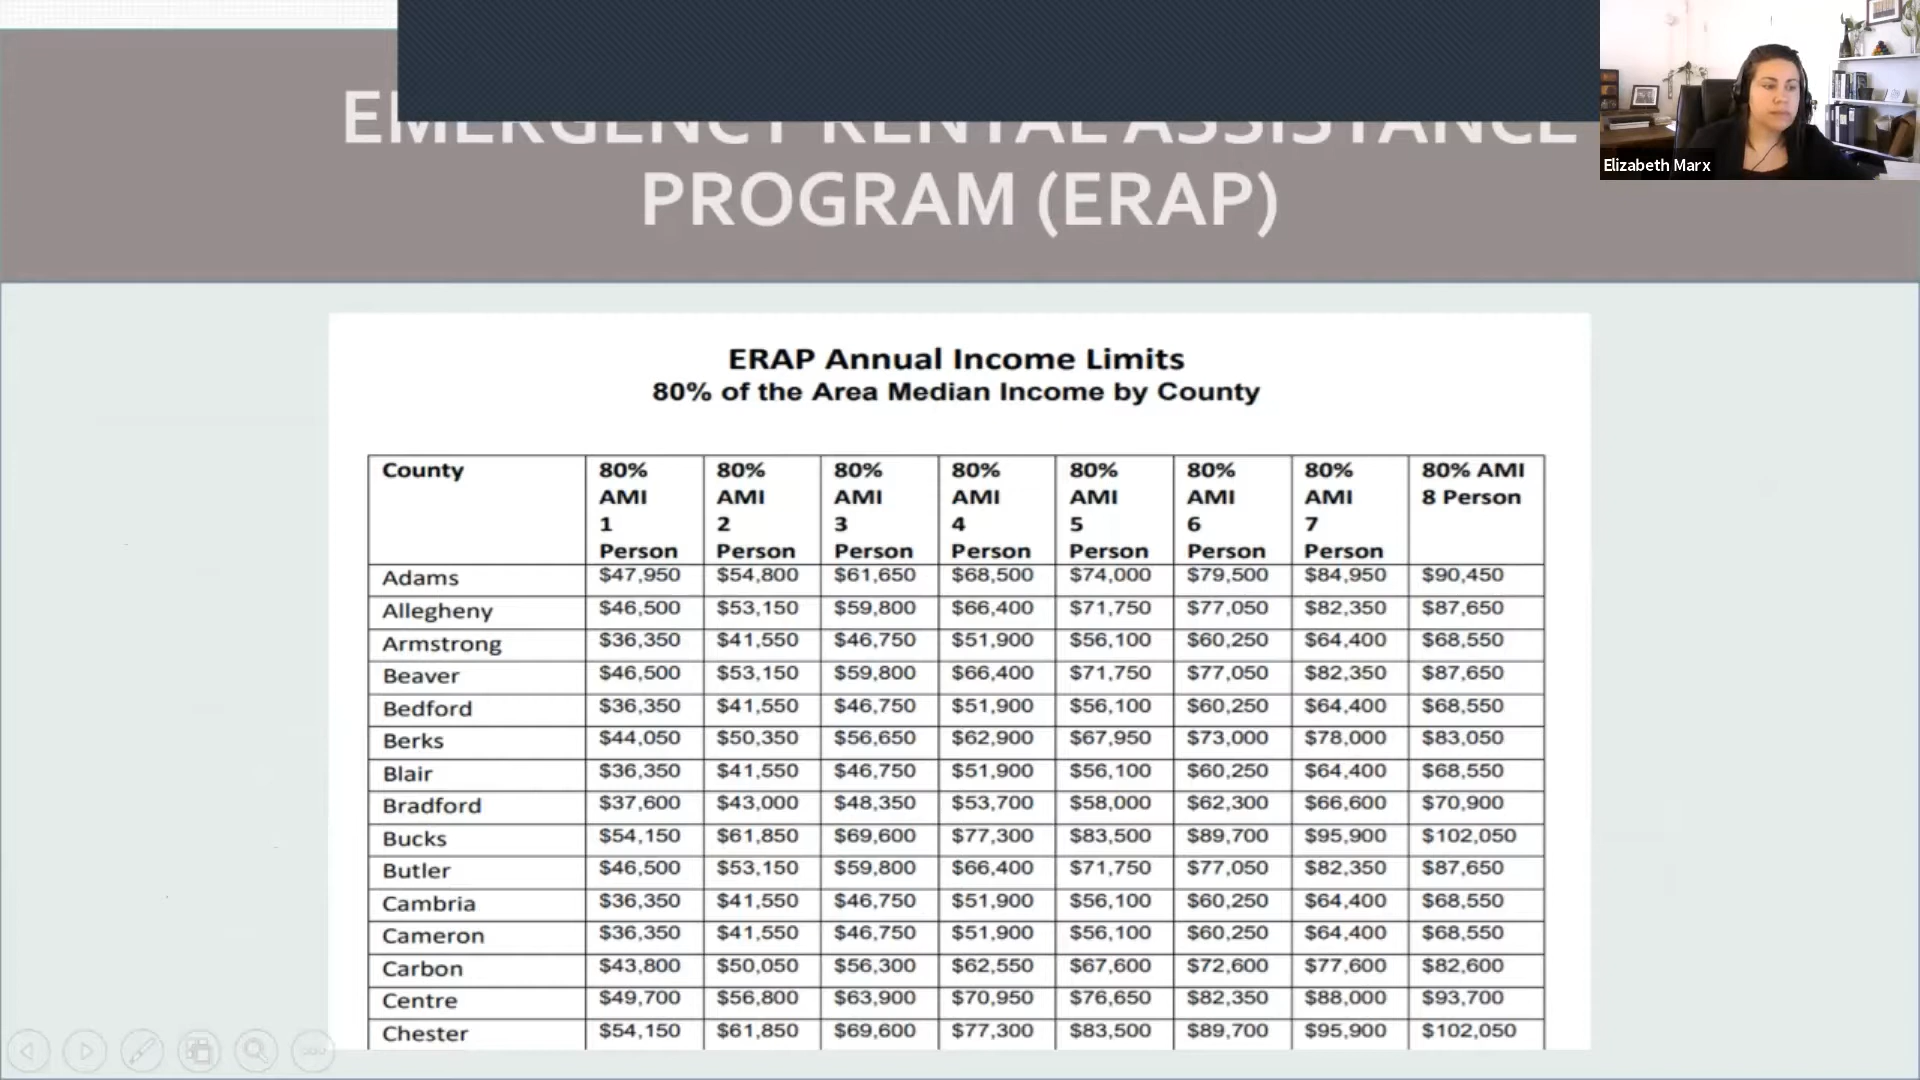 EMERGENCY RENTAL ASSISTANCE
PROGRAM (ERAP)
Elizabeth Marx
ERAP Annual Income Limits
80% of the Area Median Income by County
County 80% AMI 1 Person 80% AMI 2 Person 80% AMI 3 Person 80% AMI 4 Person 80% AMI 5 Person 80% AMI 6 Person 80% AMI 7 Person 80% AMI 8 Person
Adams $47,950 $54,800 $61,650 $68,500 $74,000 $79,500 $84,950 $90,450
Allegheny $46,500 $53,150 $59,800 $66,400 $71,750 $77,050 $82,350 $87,650
Armstrong $36,350 $41,550 $46,750 $51,900 $56,100 $60,250 $64,400 $68,550
Beaver $46,500 $53,150 $59,800 $66,400 $71,750 $77,050 $82,350 $87,650
Bedford $36,350 $41,550 $46,750 $51,900 $56,100 $60,250 $64,400 $68,550
Berks $44,050 $50,350 $56,650 $62,900 $67,950 $73,000 $78,000 $83,050
Blair $36,350 $41,550 $46,750 $51,900 $56,100 $60,250 $64,400 $68,550
Bradford $37,600 $43,000 $48,350 $53,700 $58,000 $62,300 $66,600 $70,900
Bucks $54,150 $61,850 $69,600 $77,300 $83,500 $89,700 $95,900 $102,050
Butler $46,500 $53,150 $59,800 $66,400 $71,750 $77,050 $82,350 $87,650
Cambria $36,350 $41,550 $46,750 $51,900 $56,100 $60,250 $64,400 $68,550
Cameron $36,350 $41,550 $46,750 $51,900 $56,100 $60,250 $64,400 $68,550
Carbon $43,800 $50,050 $56,300 $62,550 $67,600 $72,600 $77,600 $82,600
Centre $49,700 $56,800 $63,900 $70,950 $76,650 $82,350 $88,000 $93,700
Chester $54,150 $61,850 $69,600 $77,300 $83,500 $89,700 $95,900 $102,050